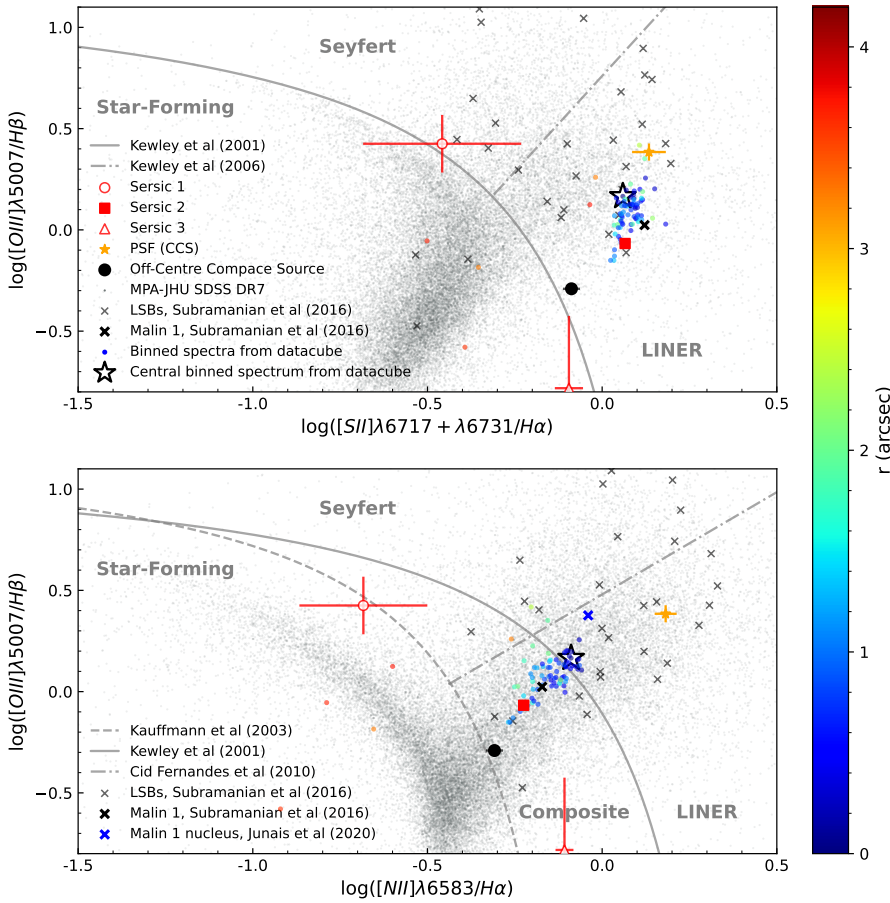 Seyfert
Star-Forming
Kewley et al (2001)
Kewley et al (2006)
Sersic 1
Sersic 2
Sersic 3
PSF (CCS)
Off-Centre Compace Source
MPA-JHU SDSS DR7
LSBs, Subramanian et al (2016)
Malin 1, Subramanian et al (2016)
Binned spectra from datacube
Central binned spectrum from datacube
LINER
1.0
0.5
0.0
−0.5
log([OIII]λ5007/Hβ)
-1.5
-1.0
-0.5
0.0
0.5
log([SII]λ6717 + λ6731/Hα)
Seyfert
Star-Forming
Kauffmann et al (2003)
Kewley et al (2001)
Cid Fernandes et al (2010)
LSBs, Subramanian et al (2016)
Malin 1, Subramanian et al (2016)
Malin 1 nucleus, Junais et al (2020)
Composite
LINER
1.0
0.5
0.0
−0.5
log([OIII]λ5007/Hβ)
-1.5
-1.0
-0.5
0.0
0.5
log([NII]λ6583/Hα)
4
3
2
1
0
r (arcsec)